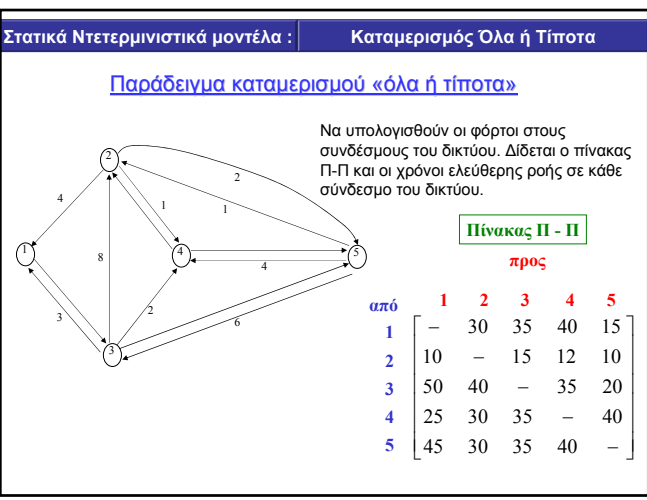 Στατικά Ντετερμινιστικά μοντέλα :
Καταμερισμός Όλα ή Τίποτα
Παράδειγμα καταμερισμού «όλα ή τίποτα»
Να υπολογισθούν οι φόρτοι στους
συνδέσμους του δικτύου. Δίδεται ο πίνακας
Π-Π και οι χρόνοι ελεύθερης ροής σε κάθε
σύνδεσμο του δικτύου.
2
2
4
1
1
1
8
4
5
4
3
2
6
3
Πίνακας Π - Π
προς
από 1 2 3 4 5
1 – 30 35 40 15
2 10 – 15 12 10
3 50 40 – 35 20
4 25 30 35 – 40
5 45 30 35 40 –